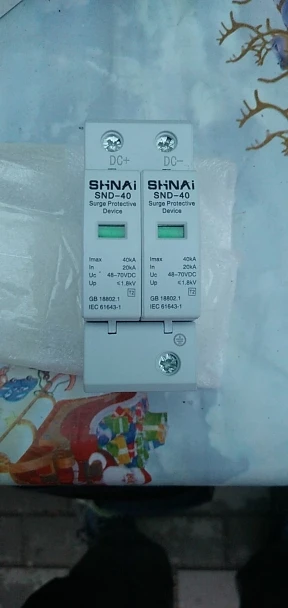 DC+ DC-
SHNAi
SND-40
Surge Protective
Device
Imax 40kA
In 20kA
Uc 48-70VDC
Up ≤1.8kV
T2
GB 18802.1
IEC 61643-1
SHNAi
SND-40
Surge Protective
Device
Imax 40kA
In 20kA
Uc 48-70VDC
Up ≤1.8kV
T2
GB 18802.1
IEC 61643-1